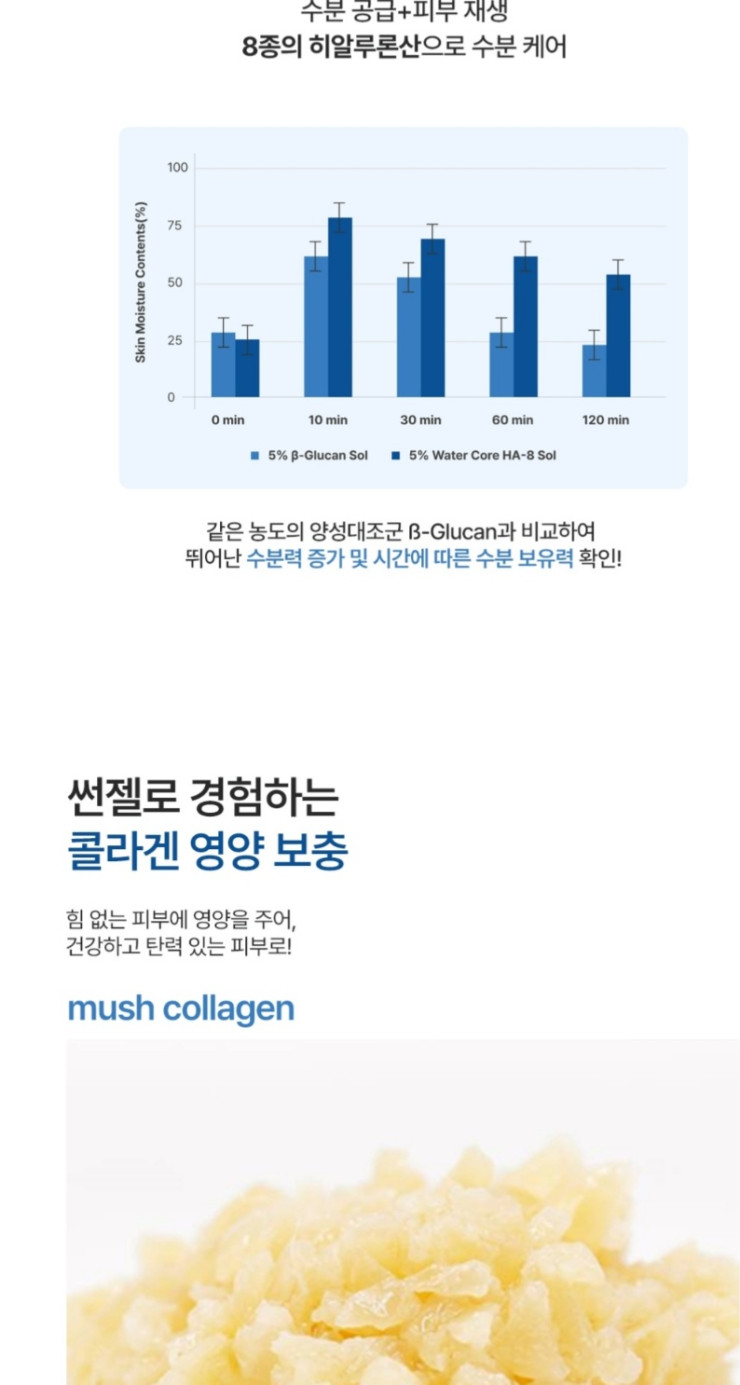 수분 공급+피부 재생
8종의 히알루론산으로 수분 케어
Skin Moisture Contents(%)
100
75
50
25
0
0 min 10 min 30 min 60 min 120 min
5% β-Glucan Sol 5% Water Core HA-8 Sol
같은 농도의 양성대조군 ß-Glucan과 비교하여
뛰어난 수분력 증가 및 시간에 따른 수분 보유력 확인!
썬젤로 경험하는
콜라겐 영양 보충
힘 없는 피부에 영양을 주어,
건강하고 탄력 있는 피부로!
mush collagen